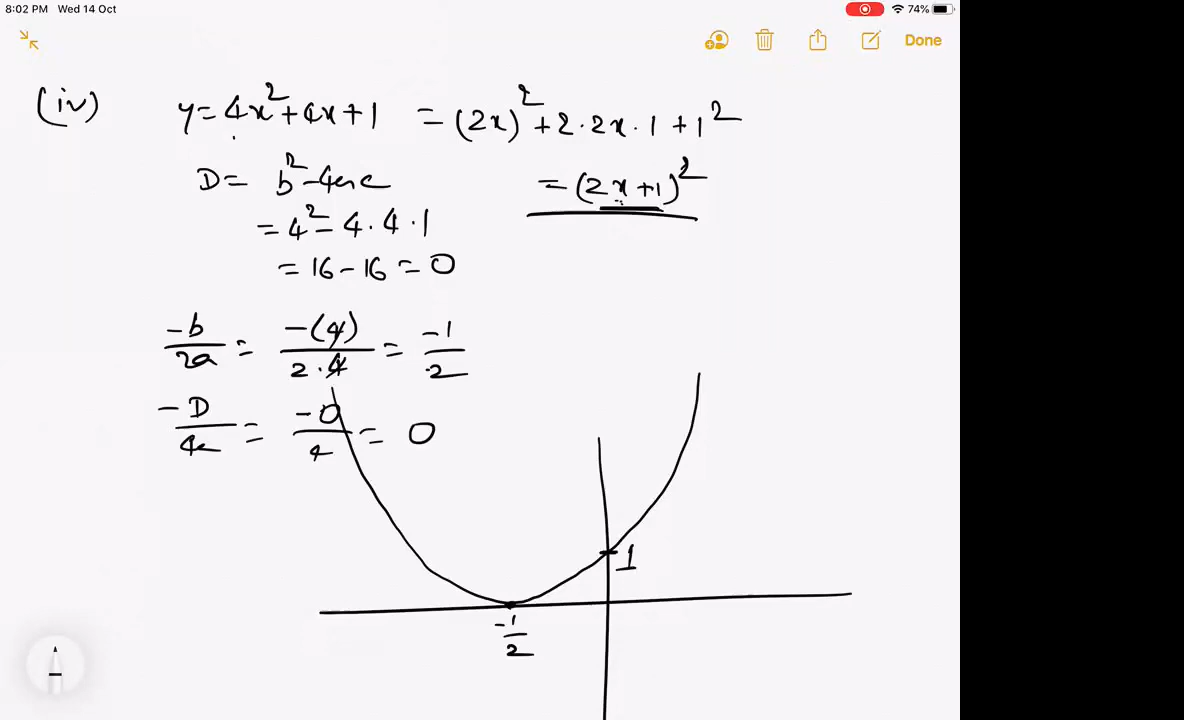 8:02 PM Wed 14 Oct 74%
Done
(iv) y = 4x² + 4x + 1 = (2x)² + 2·2x·1 + 1²
= (2x+1)²
D = b² - 4ac
= 4² - 4·4·1
= 16 - 16 = 0
-b/2a = -(4)/2·4 = -1/2
-D/4a = -0/4 = 0
1
-1/2